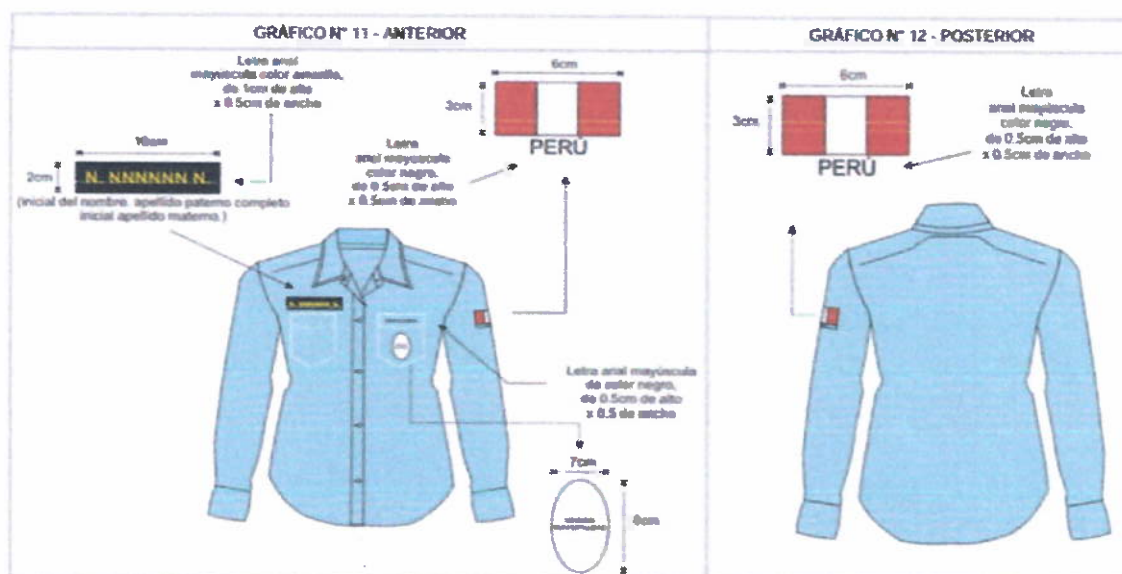 GRÁFICO N° 11 - ANTERIOR
Letra arial
mayúscula color amarillo,
de 1cm de alto
x 0.5cm de ancho
10cm
2cm
N. NNNNNNN N.
(inicial del nombre, apellido paterno completo
inicial apellido materno.)
6cm
3cm
PERÚ
Letra
arial mayúscula
color negro,
de 0.5cm de alto
x 0.5cm de ancho
Letra arial mayúscula
de color negro,
de 0.5cm de alto
x 0.5 de ancho
7cm
9cm
GRÁFICO N° 12 - POSTERIOR
6cm
3cm
PERÚ
Letra
arial mayúscula
color negro,
de 0.5cm de alto
x 0.5cm de ancho